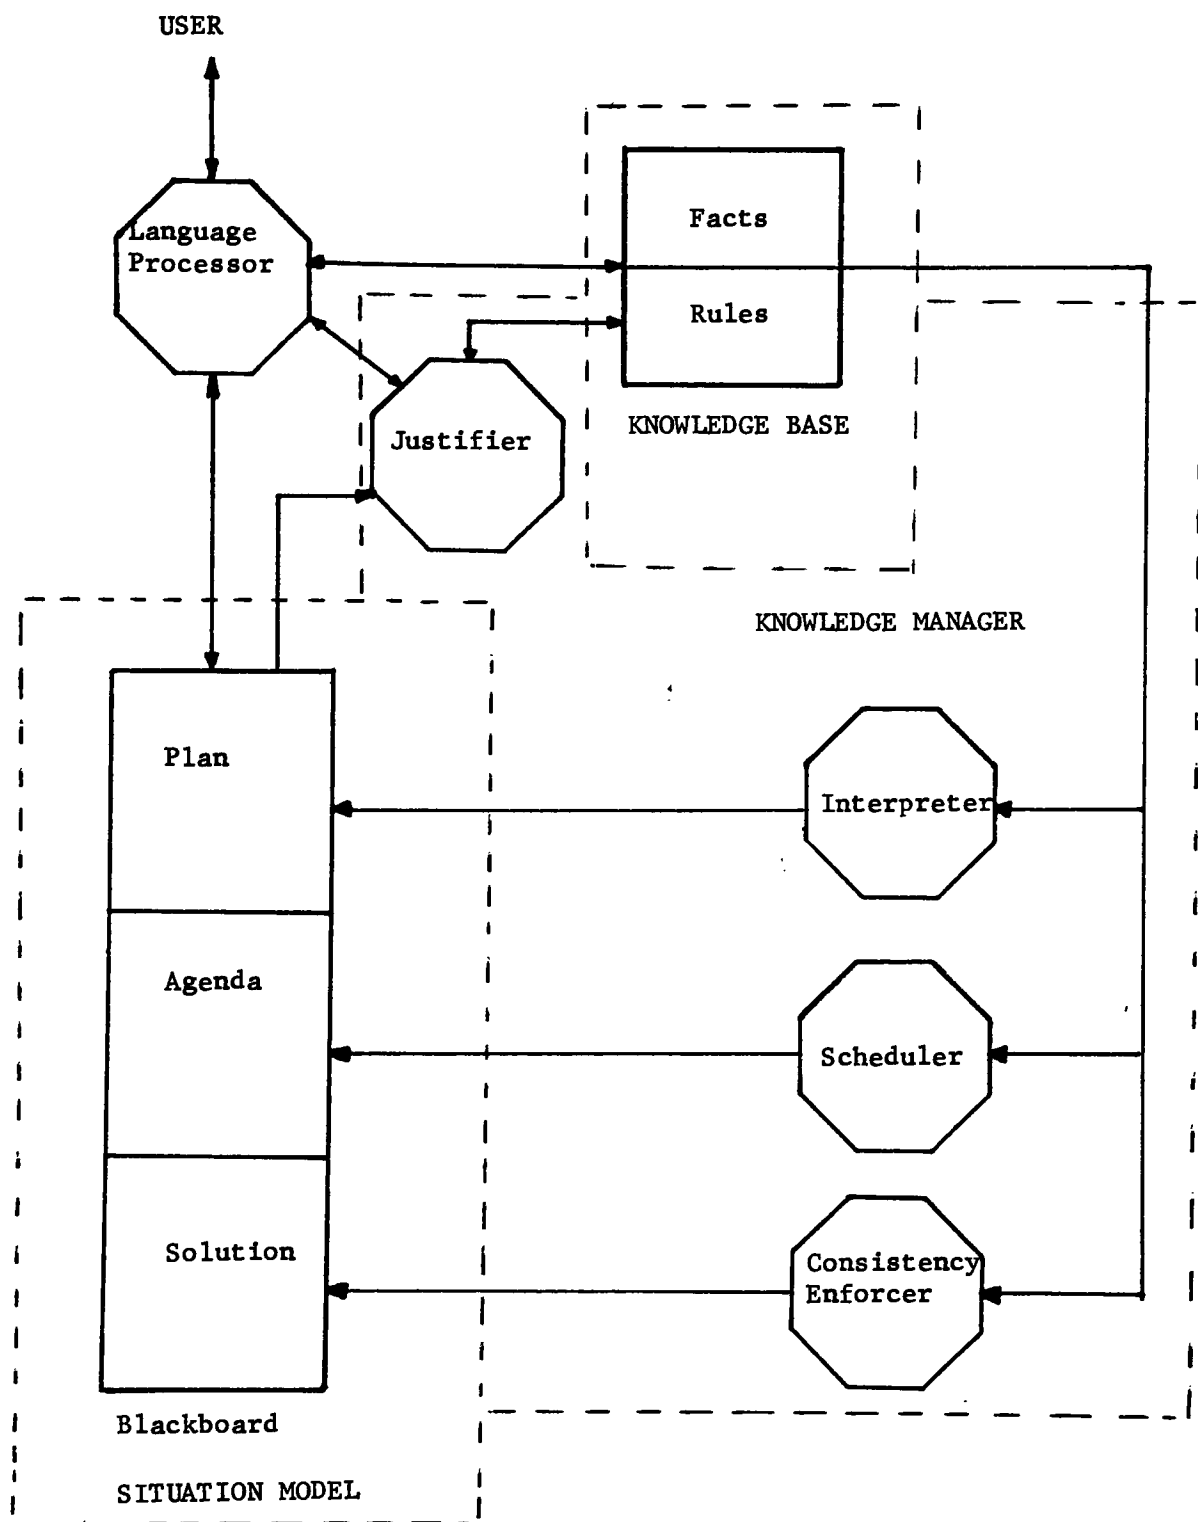 USER
Language
Processor
Facts
Rules
KNOWLEDGE BASE
Justifier
KNOWLEDGE MANAGER
Plan
Interpreter
Agenda
Scheduler
Solution
Consistency
Enforcer
Blackboard
SITUATION MODEL